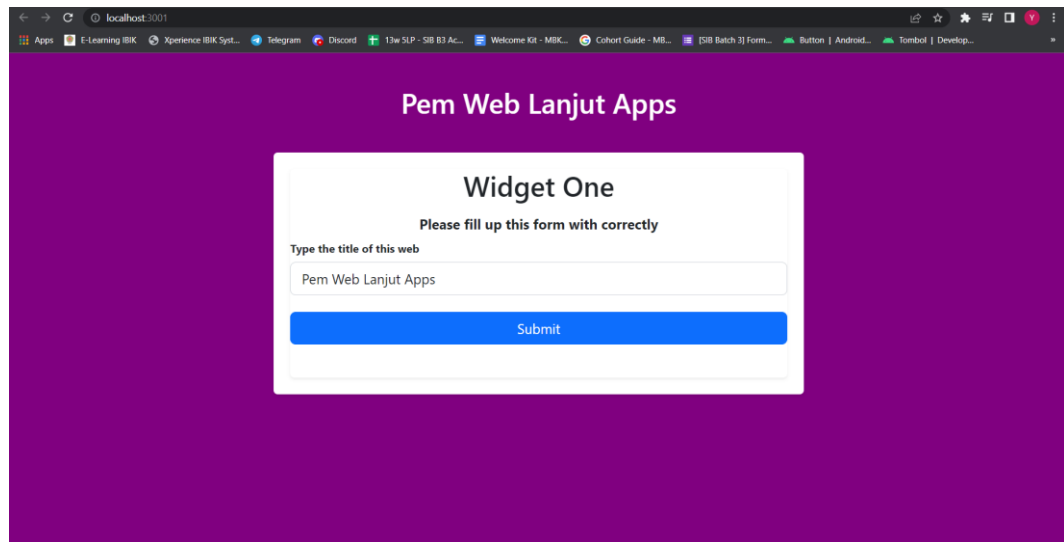 localhost:3001
Apps E-Learning IBIK Xperience IBIK Syst... Telegram Discord 13w SLP - SIB B3 Ac... Welcome Kit - MBK... Cohort Guide - MB... [SIB Batch 3] Form... Button | Android... Tombol | Develop... »
Pem Web Lanjut Apps
Widget One
Please fill up this form with correctly
Type the title of this web
Pem Web Lanjut Apps
Submit